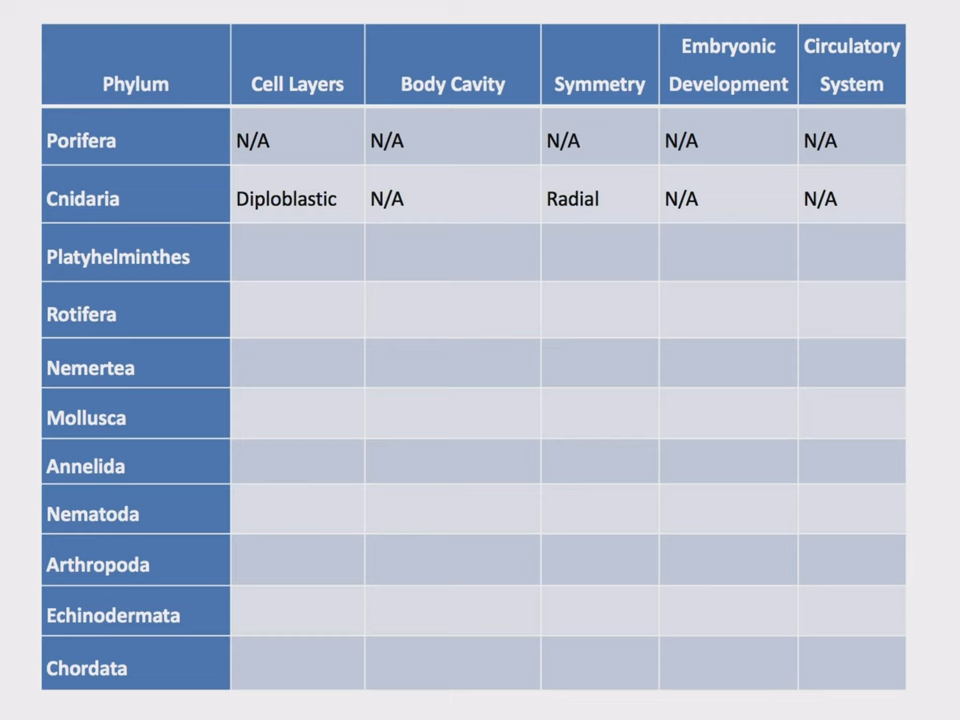 Phylum Cell Layers Body Cavity Symmetry Embryonic Development Circulatory System
Porifera N/A N/A N/A N/A N/A
Cnidaria Diploblastic N/A Radial N/A N/A
Platyhelminthes
Rotifera
Nemertea
Mollusca
Annelida
Nematoda
Arthropoda
Echinodermata
Chordata